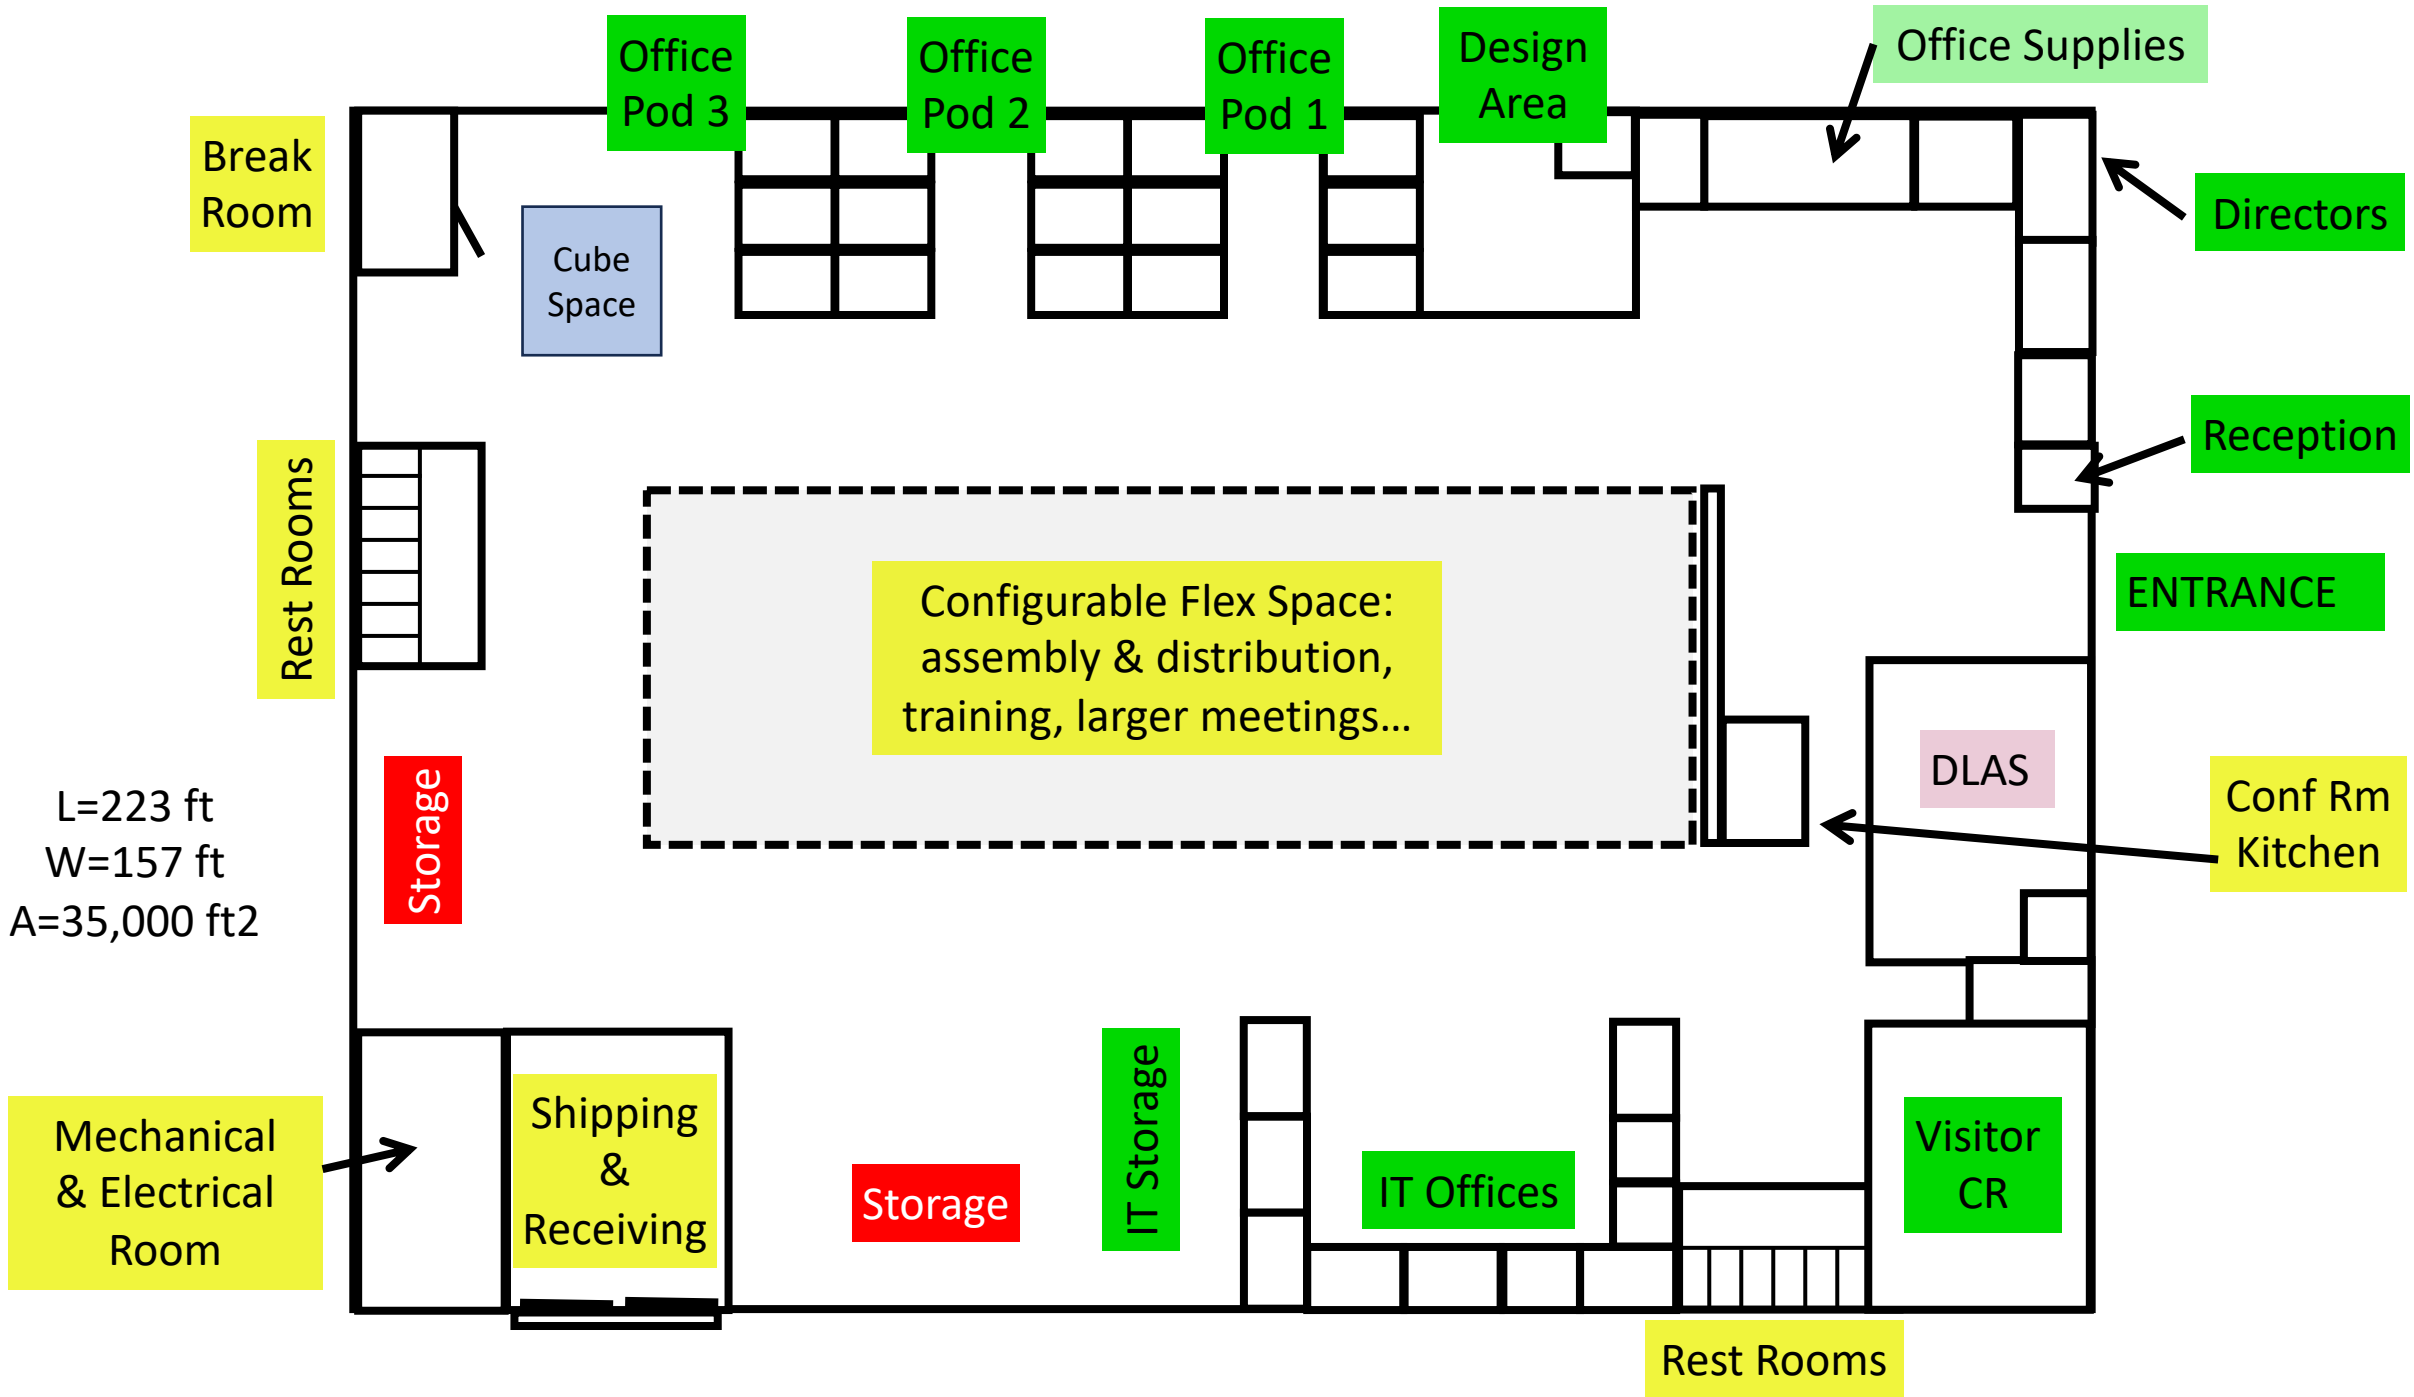 Office
Pod 3
Office
Pod 2
Office
Pod 1
Design
Area
Office Supplies
Break
Room
Directors
Cube
Space
Reception
Rest Rooms
ENTRANCE
Configurable Flex Space:
assembly & distribution,
training, larger meetings…
DLAS
Conf Rm
Kitchen
Storage
L=223 ft
W=157 ft
A=35,000 ft2
Mechanical
& Electrical
Room
Shipping
&
Receiving
Storage
IT Storage
IT Offices
Visitor
CR
Rest Rooms